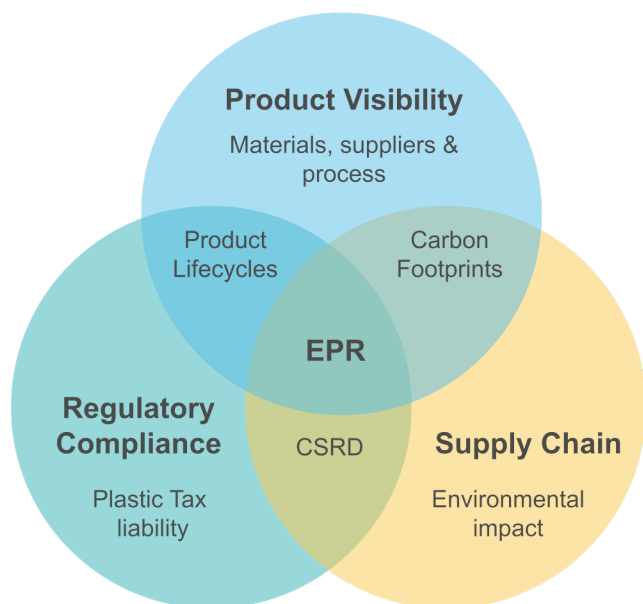 Product Visibility
Materials, suppliers &
process
Product
Lifecycles
Carbon
Footprints
EPR
Regulatory
Compliance
CSRD
Supply Chain
Plastic Tax
liability
Environmental
impact